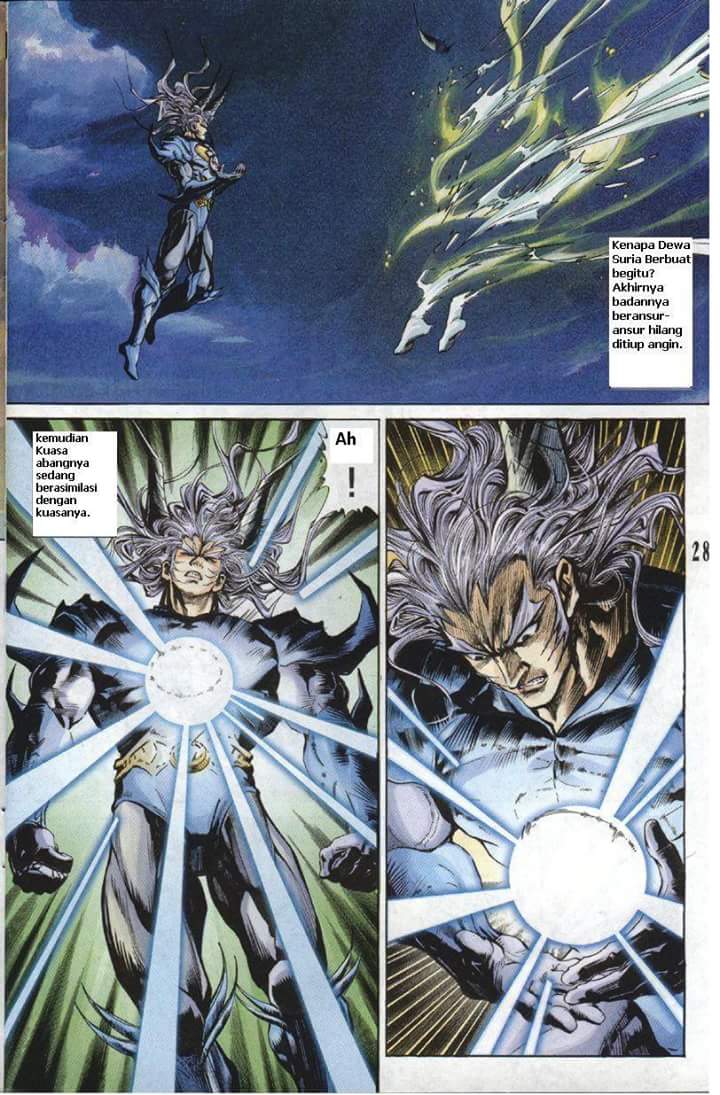 Kenapa Dewa
Suria Berbuat
begitu?
Akhirnya
badannya
beransur-
ansur hilang
ditiup angin.
kemudian
Kuasa
abangnya
sedang
berasimilasi
dengan
kuasanya.
Ah
!
28